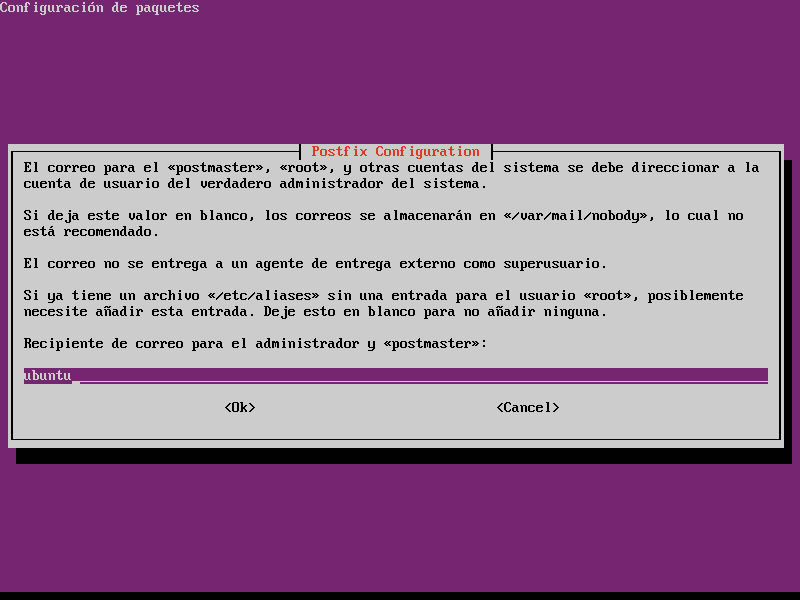 Configuración de paquetes
Postfix Configuration
El correo para el «postmaster», «root», y otras cuentas del sistema se debe direccionar a la
cuenta de usuario del verdadero administrador del sistema.
Si deja este valor en blanco, los correos se almacenarán en «/var/mail/nobody», lo cual no
está recomendado.
El correo no se entrega a un agente de entrega externo como superusuario.
Si ya tiene un archivo «/etc/aliases» sin una entrada para el usuario «root», posiblemente
necesite añadir esta entrada. Deje esto en blanco para no añadir ninguna.
Recipiente de correo para el administrador y «postmaster»:
ubuntu
<Ok> <Cancel>